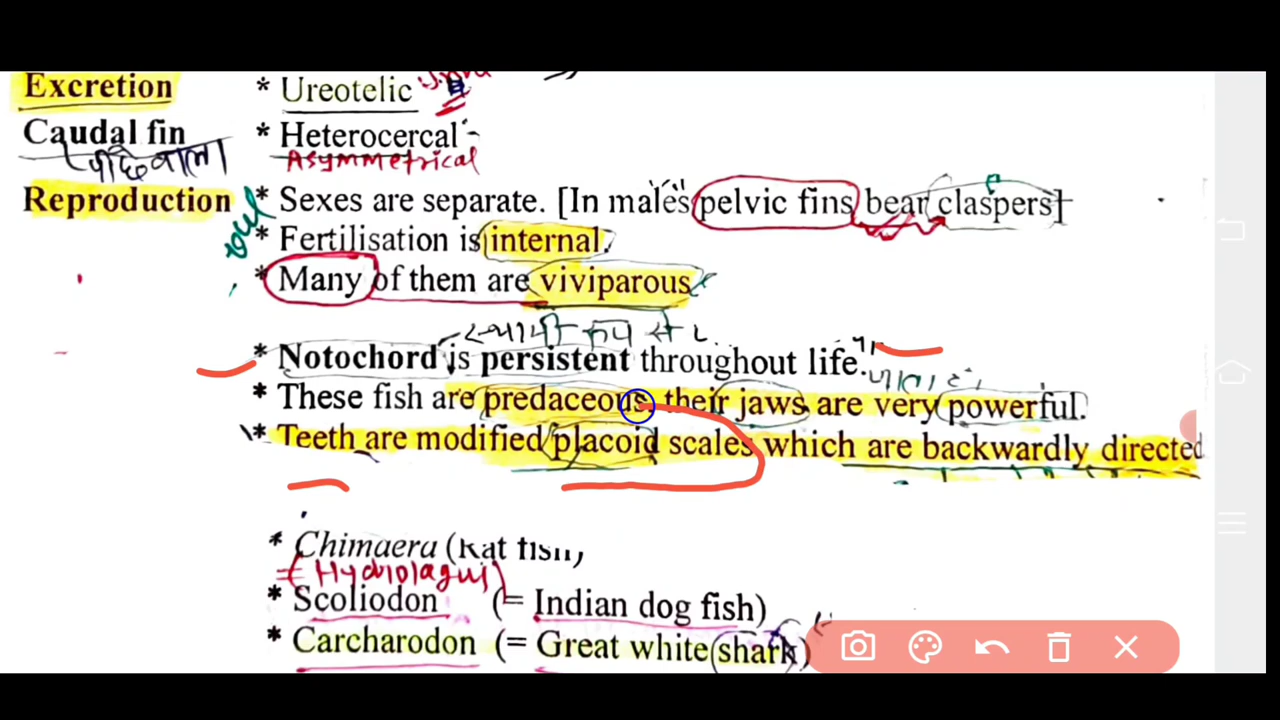 Excretion * Ureotelic
Caudal fin * Heterocercal
पीछेवाला Asymmetrical
Reproduction * Sexes are separate. [In males pelvic fins bear claspers]
* Fertilisation is internal.
* Many of them are viviparous
स्थायी रूप से
* Notochord is persistent throughout life.
* These fish are predaceous, their jaws are very powerful.
* Teeth are modified placoid scales which are backwardly directed
* Chimaera (Rat fish)
= (Hydrolagus)
* Scoliodon (= Indian dog fish)
* Carcharodon (= Great white shark)